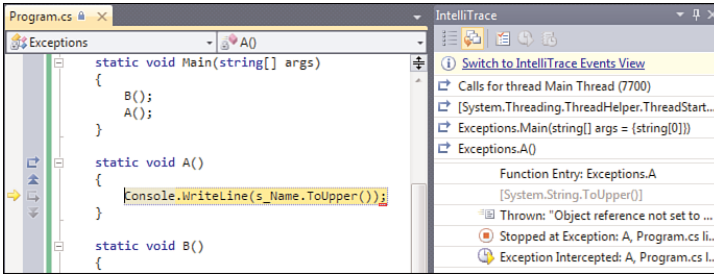 Program.cs
Exceptions
A()
static void Main(string[] args)
{
B();
A();
}
static void A()
{
Console.WriteLine(s_Name.ToUpper());
}
static void B()
{
IntelliTrace
Switch to IntelliTrace Events View
Calls for thread Main Thread (7700)
[System.Threading.ThreadHelper.ThreadStart...
Exceptions.Main(string[] args = {string[0]})
Exceptions.A()
Function Entry: Exceptions.A
[System.String.ToUpper()]
Thrown: "Object reference not set to ...
Stopped at Exception: A, Program.cs li...
Exception Intercepted: A, Program.cs l...